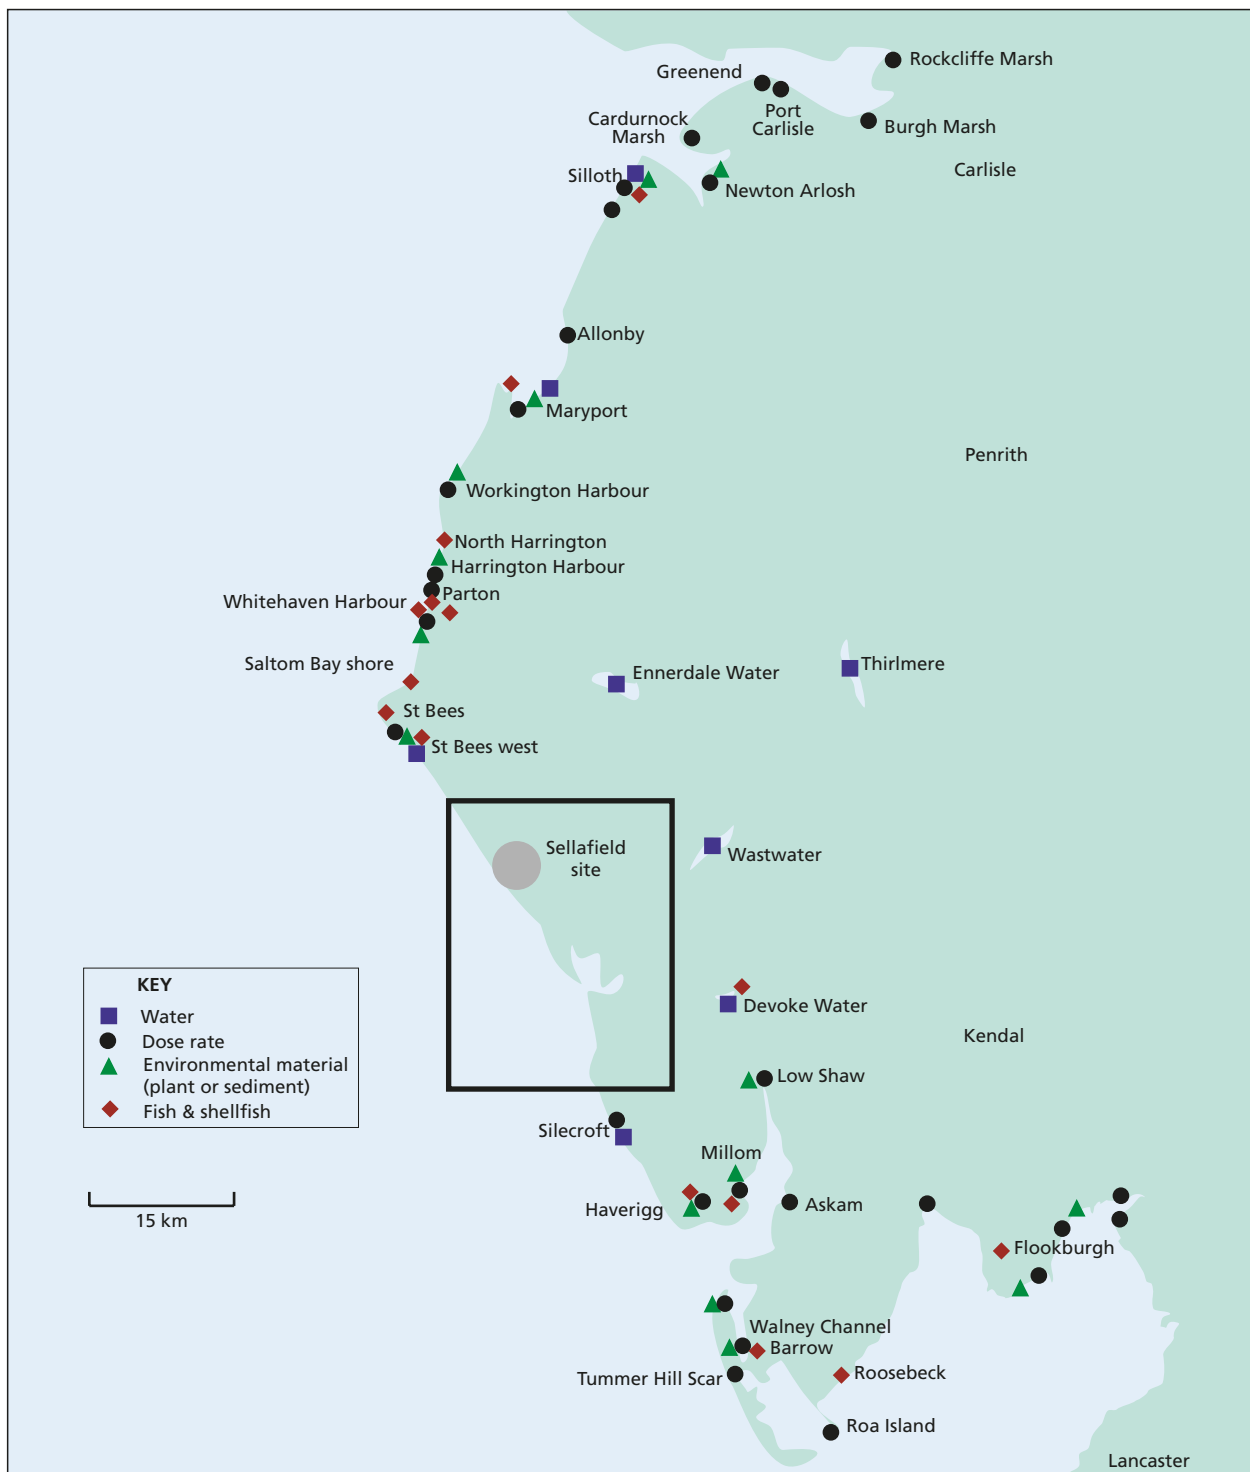 Rockcliffe Marsh
Greenend
Port
Carlisle
Cardurnock
Marsh
Burgh Marsh
Carlisle
Silloth
Newton Arlosh
Allonby
Maryport
Penrith
Workington Harbour
North Harrington
Harrington Harbour
Parton
Whitehaven Harbour
Saltom Bay shore
Ennerdale Water
Thirlmere
St Bees
St Bees west
Sellafield
site
Wastwater
KEY
Water
Dose rate
Environmental material
(plant or sediment)
Fish & shellfish
Devoke Water
Kendal
Low Shaw
Silecroft
Millom
15 km
Haverigg
Askam
Flookburgh
Walney Channel
Barrow
Tummer Hill Scar
Roosebeck
Roa Island
Lancaster